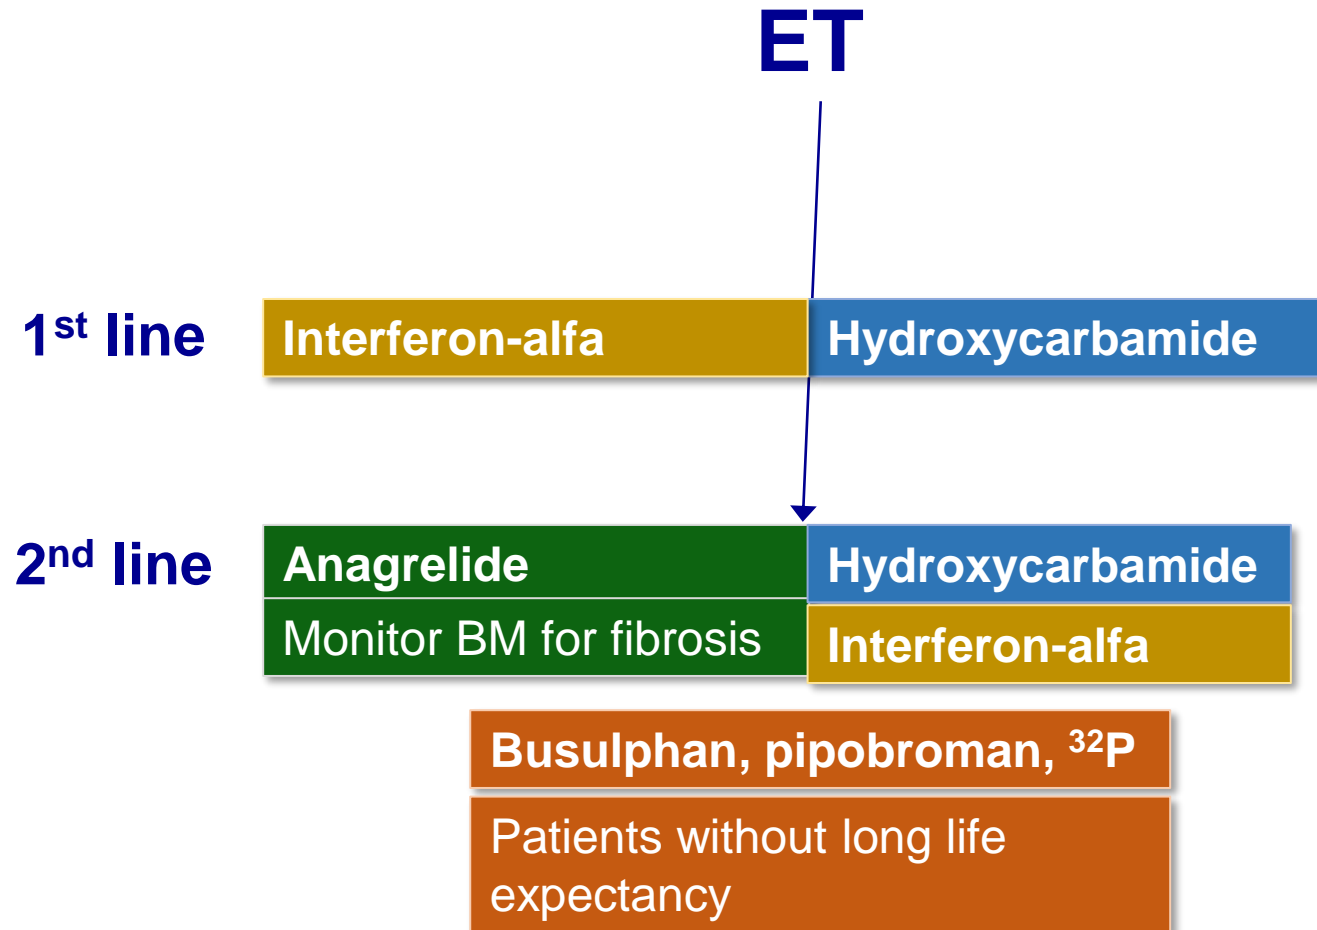 ET
1st line
Interferon-alfa
Hydroxycarbamide
2nd line
Anagrelide
Hydroxycarbamide
Monitor BM for fibrosis
Interferon-alfa
Busulphan, pipobroman, 32P
Patients without long life
expectancy